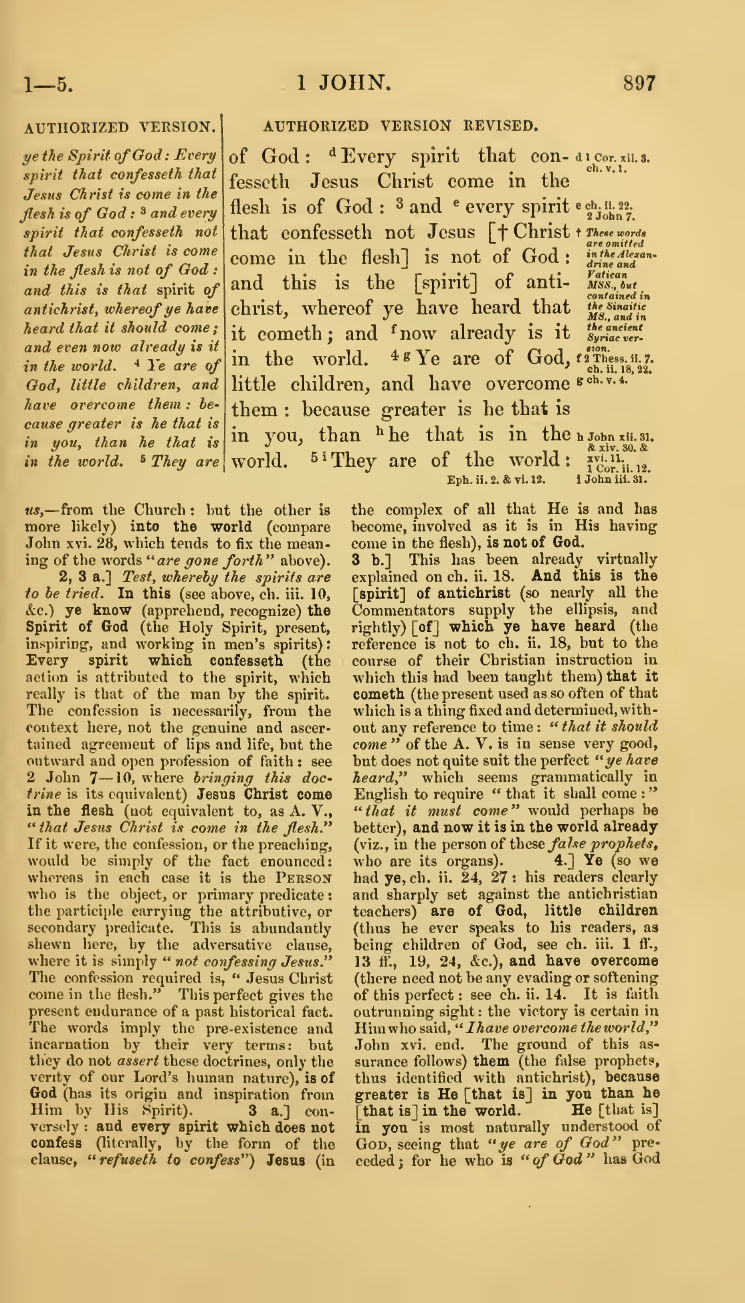 1—5.
1 JOHN.
897
AUTHORIZED VERSION.
ye the Spirit of God: Every
spirit that confesseth that
Jesus Christ is come in the
flesh is of God : 3 and every
spirit that confesseth not
that Jesus Christ is come
in the flesh is not of God :
and this is that spirit of
antichrist, whereof ye have
heard that it should come;
and even now already is it
in the world. 4 Ye are of
God, little children, and
have overcome them : be-
cause greater is he that is
in you, than he that is
in the world. 5 They are
AUTHORIZED VERSION REVISED.
of God : d Every spirit that con-
fesseth Jesus Christ come in the
flesh is of God : 3 and e every spirit
that confesseth not Jesus [† Christ
come in the flesh] is not of God :
and this is the [spirit] of anti-
christ, whereof ye have heard that
it cometh ; and f now already is it
in the world. 4 g Ye are of God,
little children, and have overcome
them : because greater is he that is
in you, than h he that is in the
world. 5 i They are of the world :
d 1 Cor. xii. 3.
ch. v. 1.
e ch. ii. 22.
2 John 7.
† These words
are omitted
in the Alexan-
drine and
Vatican
MSS., but
contained in
the Sinaitic
MS., and in
the ancient
Syriac ver-
sion.
f 2 Thess. ii. 7.
ch. ii. 18, 22.
g ch. v. 4.
h John xii. 31.
& xiv. 30. &
xvi. 11.
1 Cor. ii. 12.
Eph. ii. 2. & vi. 12.
i John iii. 31.
us,—from the Church : but the other is
more likely) into the world (compare
John xvi. 28, which tends to fix the mean-
ing of the words "are gone forth" above).
2, 3 a.] Test, whereby the spirits are
to be tried. In this (see above, ch. iii. 10,
&c.) ye know (apprehend, recognize) the
Spirit of God (the Holy Spirit, present,
inspiring, and working in men's spirits) :
Every spirit which confesseth (the
action is attributed to the spirit, which
really is that of the man by the spirit.
The confession is necessarily, from the
context here, not the genuine and ascer-
tained agreement of lips and life, but the
outward and open profession of faith : see
2 John 7—10, where bringing this doc-
trine is its equivalent) Jesus Christ come
in the flesh (not equivalent to, as A. V.,
"that Jesus Christ is come in the flesh."
If it were, the confession, or the preaching,
would be simply of the fact enounced:
whereas in each case it is the PERSON
who is the object, or primary predicate :
the participle carrying the attributive, or
secondary predicate. This is abundantly
shewn here, by the adversative clause,
where it is simply "not confessing Jesus."
The confession required is, "Jesus Christ
come in the flesh." This perfect gives the
present endurance of a past historical fact.
The words imply the pre-existence and
incarnation by their very terms: but
they do not assert these doctrines, only the
verity of our Lord's human nature), is of
God (has its origin and inspiration from
Him by His Spirit). 3 a.] con-
versely : and every spirit which does not
confess (literally, by the form of the
clause, "refuseth to confess") Jesus (in
the complex of all that He is and has
become, involved as it is in His having
come in the flesh), is not of God.
3 b.] This has been already virtually
explained on ch. ii. 18. And this is the
[spirit] of antichrist (so nearly all the
Commentators supply the ellipsis, and
rightly) [of] which ye have heard (the
reference is not to ch. ii. 18, but to the
course of their Christian instruction in
which this had been taught them) that it
cometh (the present used as so often of that
which is a thing fixed and determined, with-
out any reference to time : "that it should
come" of the A. V. is in sense very good,
but does not quite suit the perfect "ye have
heard," which seems grammatically in
English to require "that it shall come :"
"that it must come" would perhaps be
better), and now it is in the world already
(viz., in the person of these false prophets,
who are its organs). 4.] Ye (so we
had ye, ch. ii. 24, 27 : his readers clearly
and sharply set against the antichristian
teachers) are of God, little children
(thus he ever speaks to his readers, as
being children of God, see ch. iii. 1 ff.,
13 ff., 19, 24, &c.), and have overcome
(there need not be any evading or softening
of this perfect : see ch. ii. 14. It is faith
outrunning sight : the victory is certain in
Him who said, "I have overcome the world,"
John xvi. end. The ground of this as-
surance follows) them (the false prophets,
thus identified with antichrist), because
greater is He [that is] in you than he
[that is] in the world. He [that is]
in you is most naturally understood of
GOD, seeing that "ye are of God" pre-
ceded ; for he who is "of God" has God